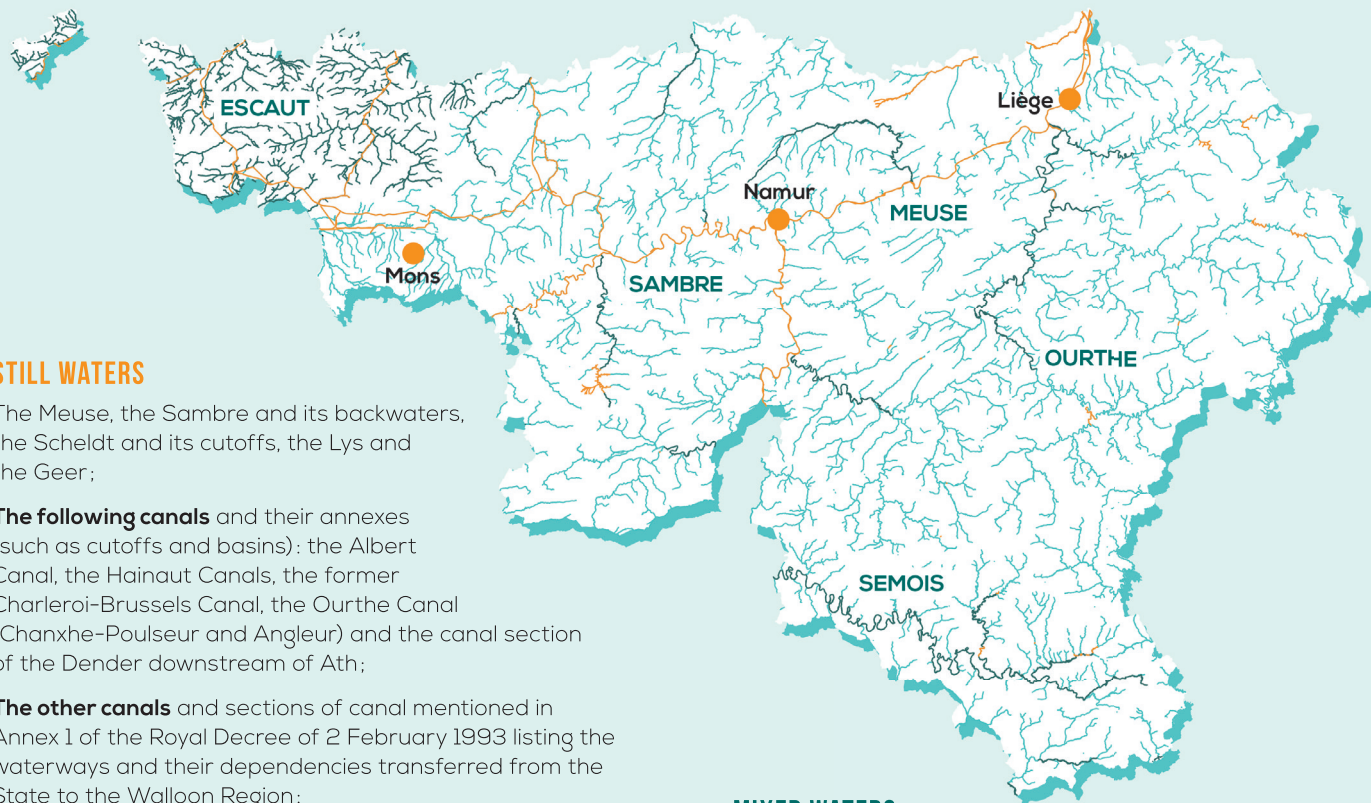 ESCAUT
Liège
Namur
MEUSE
Mons
SAMBRE
OURTHE
SEMOIS
STILL WATERS
The Meuse, the Sambre and its backwaters,
the Scheldt and its cutoffs, the Lys and
the Geer;
The following canals and their annexes
(such as cutoffs and basins): the Albert
Canal, the Hainaut Canals, the former
Charleroi-Brussels Canal, the Ourthe Canal
(Chanxhe-Poulseur and Angleur) and the canal section
of the Dender downstream of Ath;
The other canals and sections of canal mentioned in
Annex 1 of the Royal Decree of 2 February 1993 listing the
waterways and their dependencies transferred from the
State to the Walloon Region;
MIXED WATERS